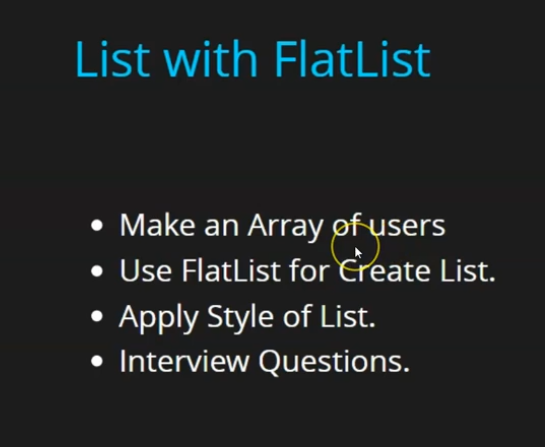 List with FlatList
• Make an Array of users
• Use FlatList for Create List.
• Apply Style of List.
• Interview Questions.